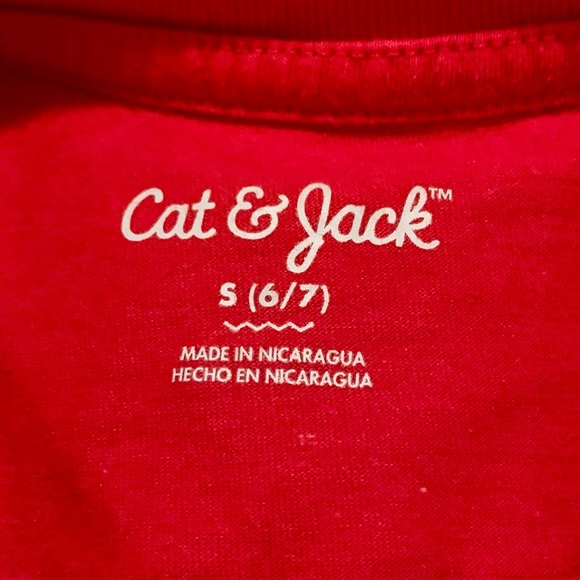 Cat & Jack™
S (6/7)
MADE IN NICARAGUA
HECHO EN NICARAGUA